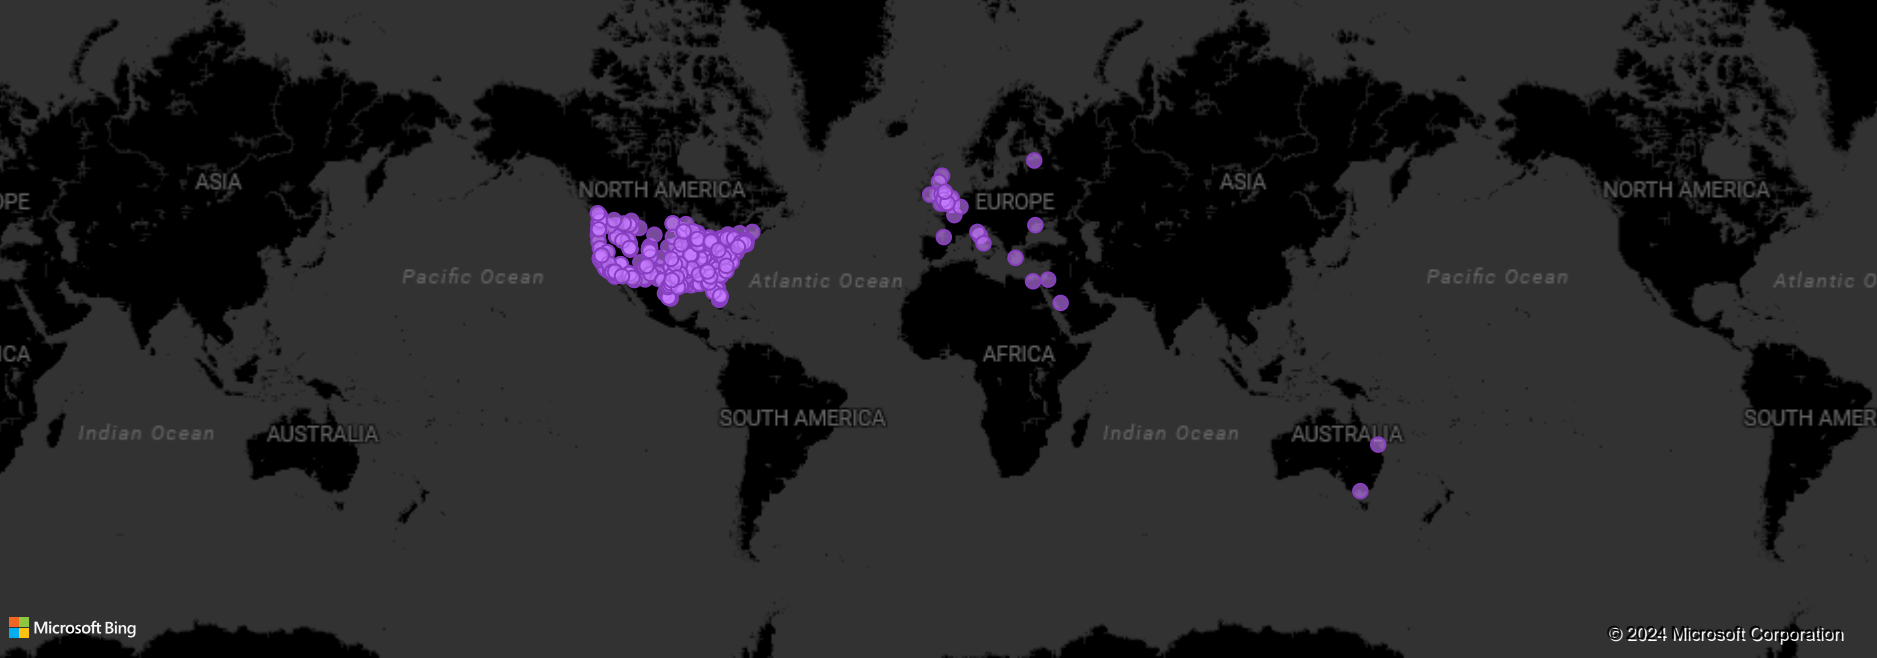 ASIA
NORTH AMERICA
EUROPE
ASIA
NORTH AMERICA
OPE
Pacific Ocean
Atlantic Ocean
Pacific Ocean
Atlantic O
ICA
AFRICA
SOUTH AMERICA
SOUTH AMER
Indian Ocean
AUSTRALIA
Indian Ocean
AUSTRALIA
Microsoft Bing
© 2024 Microsoft Corporation